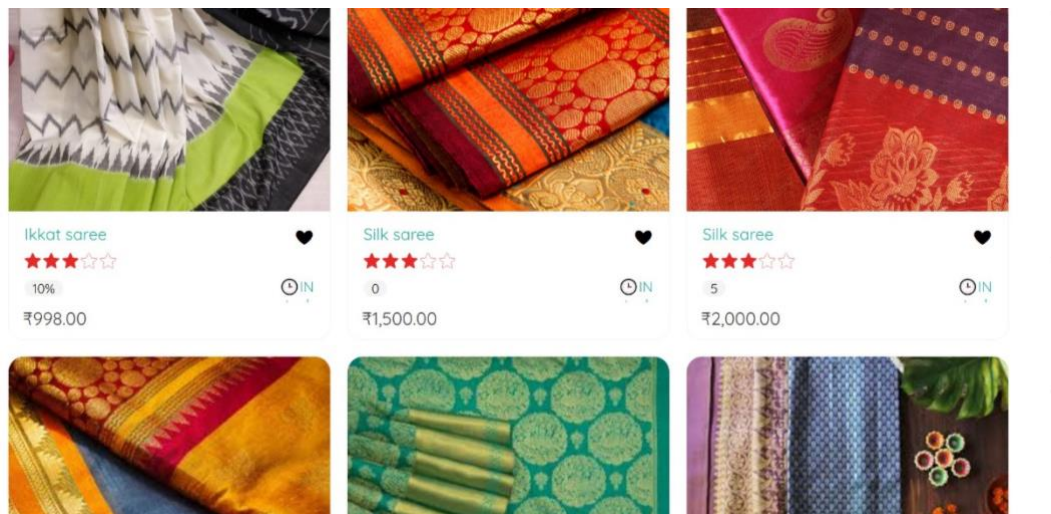 Ikkat saree
10%
IN
₹998.00
Silk saree
0
IN
₹1,500.00
Silk saree
5
IN
₹2,000.00